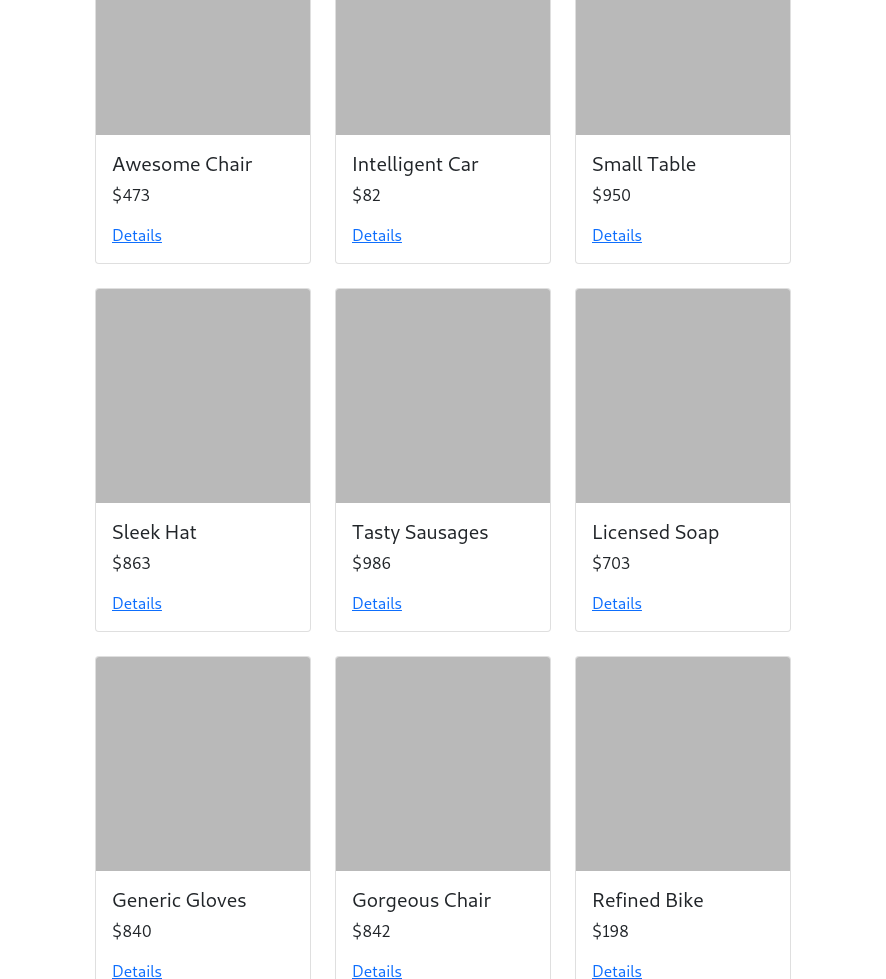 Awesome Chair
$473
Details
Intelligent Car
$82
Details
Small Table
$950
Details
Sleek Hat
$863
Details
Tasty Sausages
$986
Details
Licensed Soap
$703
Details
Generic Gloves
$840
Details
Gorgeous Chair
$842
Details
Refined Bike
$198
Details